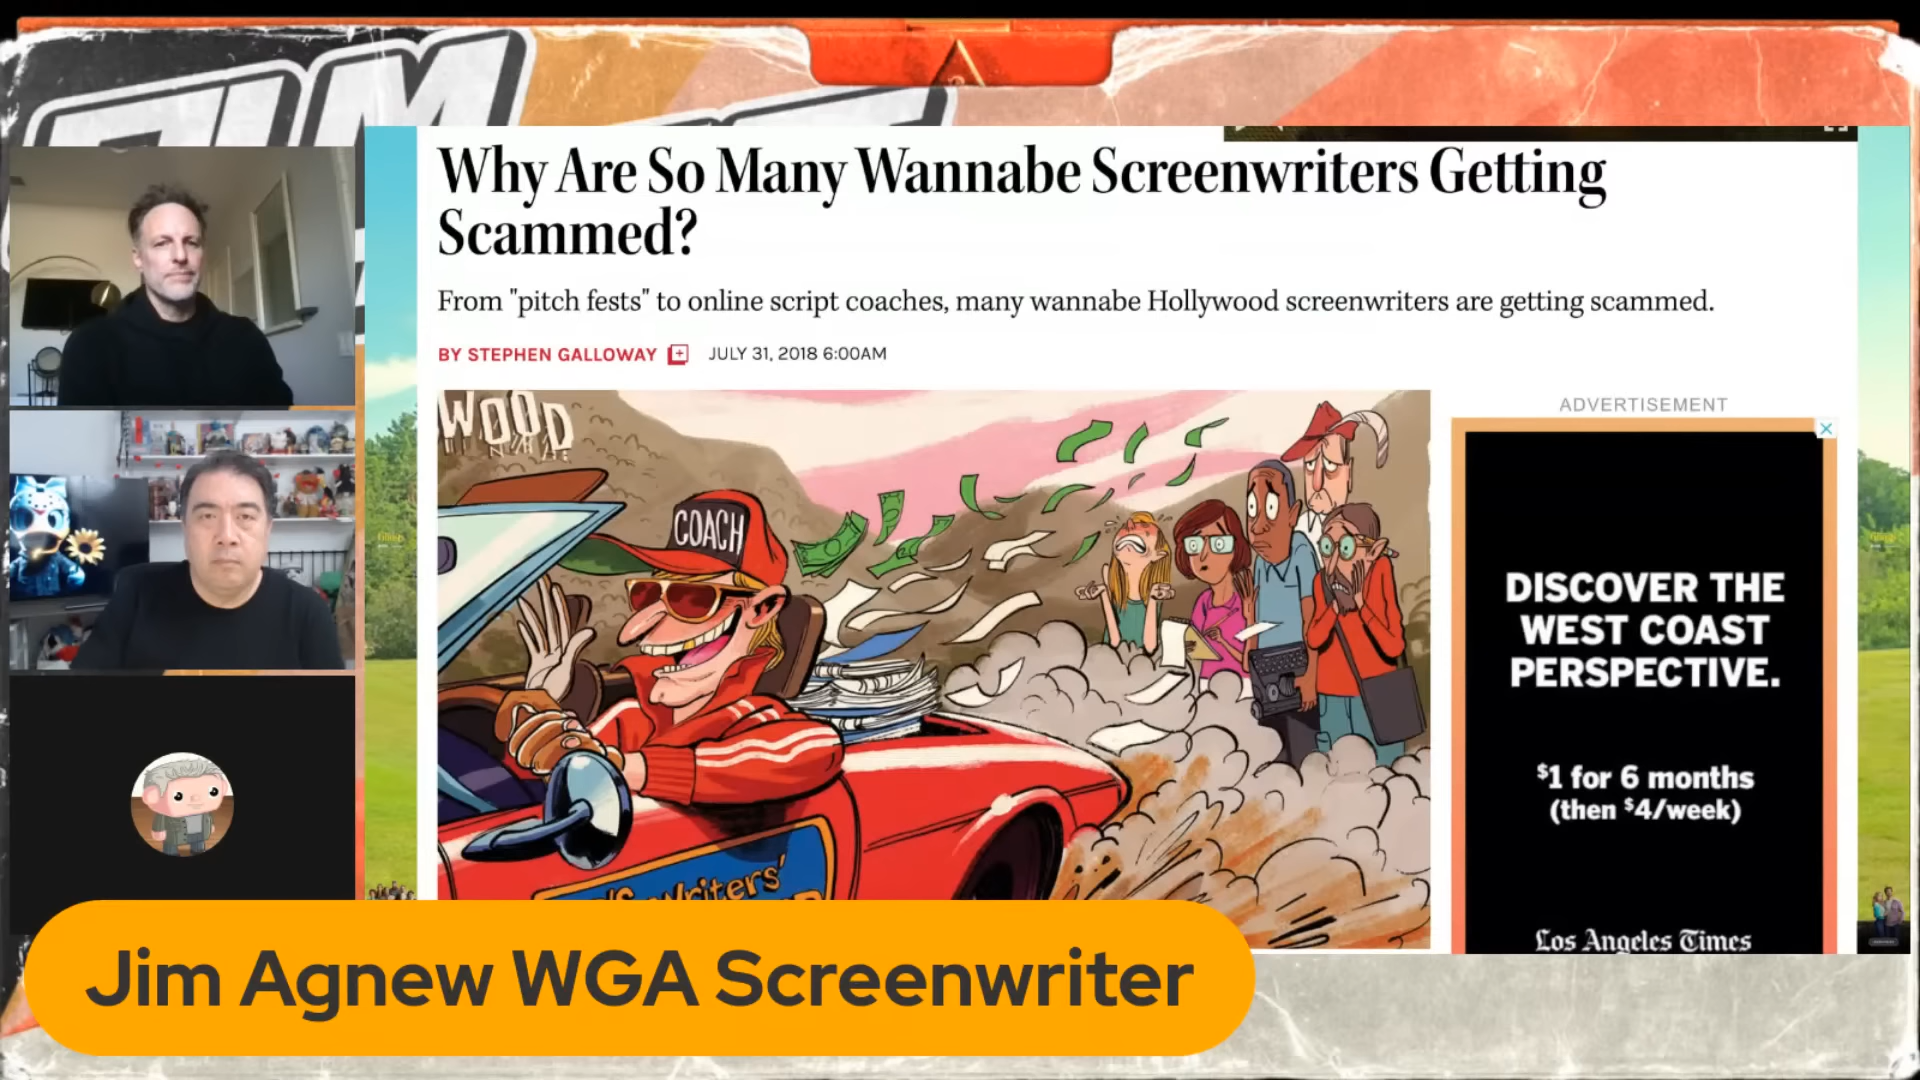 Why Are So Many Wannabe Screenwriters Getting
Scammed?
From "pitch fests" to online script coaches, many wannabe Hollywood screenwriters are getting scammed.
BY STEPHEN GALLOWAY JULY 31, 2018 6:00AM
WOOD
COACH
Writers'
ADVERTISEMENT
DISCOVER THE
WEST COAST
PERSPECTIVE.
$1 for 6 months
(then $4/week)
Los Angeles Times
Jim Agnew WGA Screenwriter